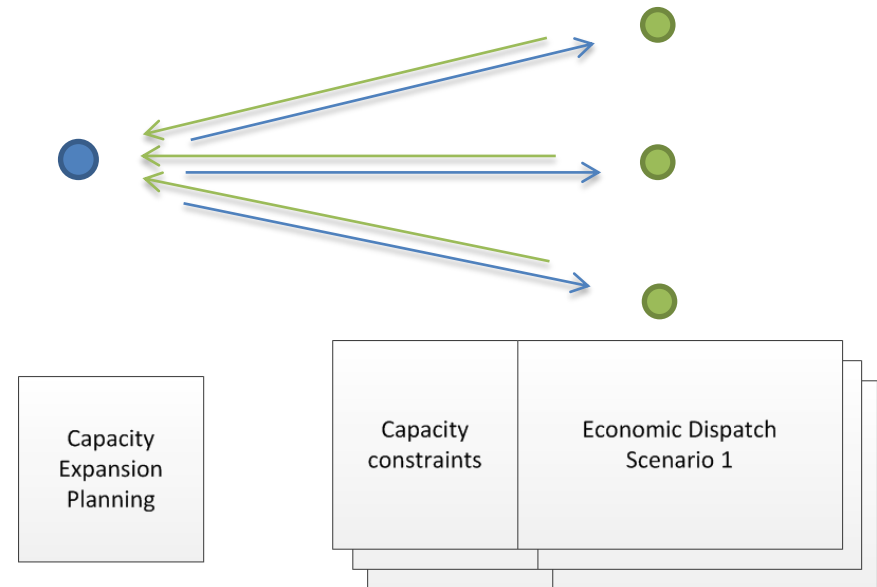 Capacity
Expansion
Planning
Capacity
constraints
Economic Dispatch
Scenario 1